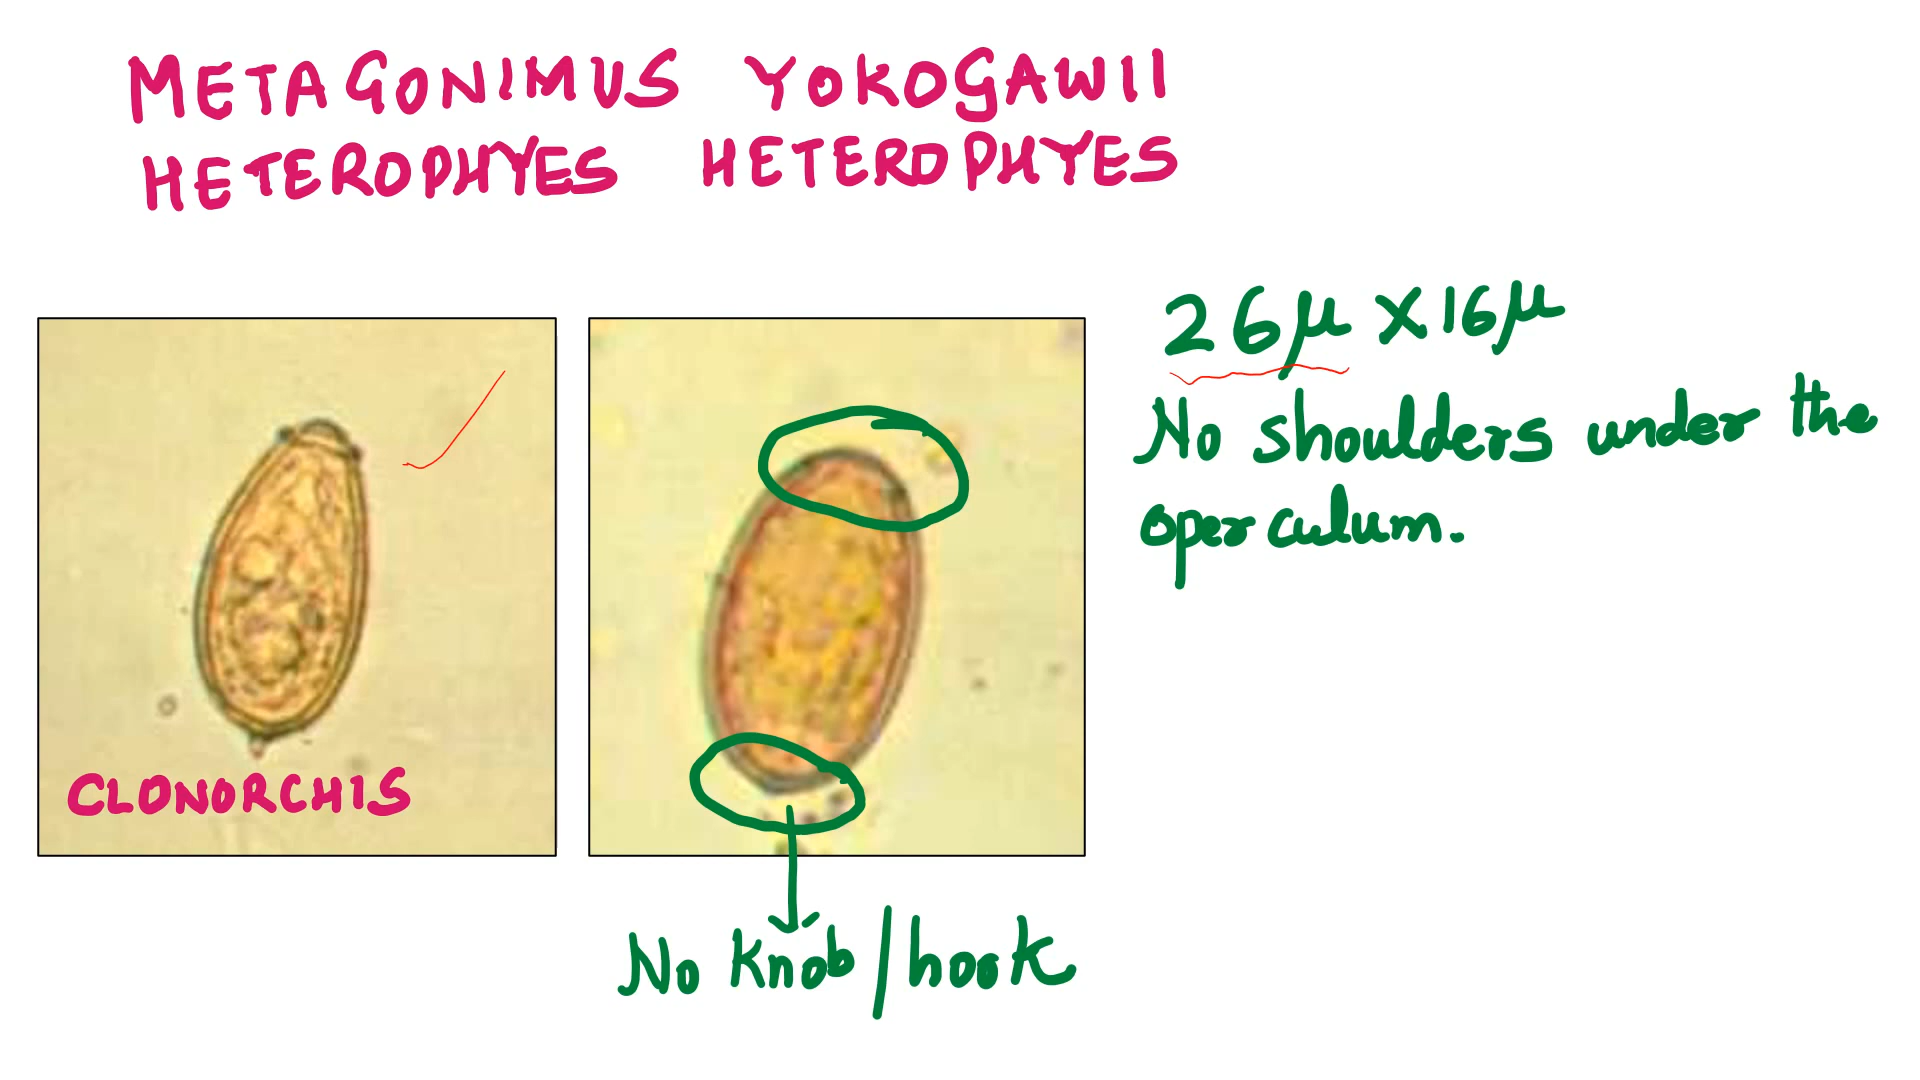 METAGONIMUS YOKOGAWII
HETEROPHYES HETEROPHYES
26μ X 16μ
No shoulders under the
operculum.
CLONORCHIS
No Knob/hook